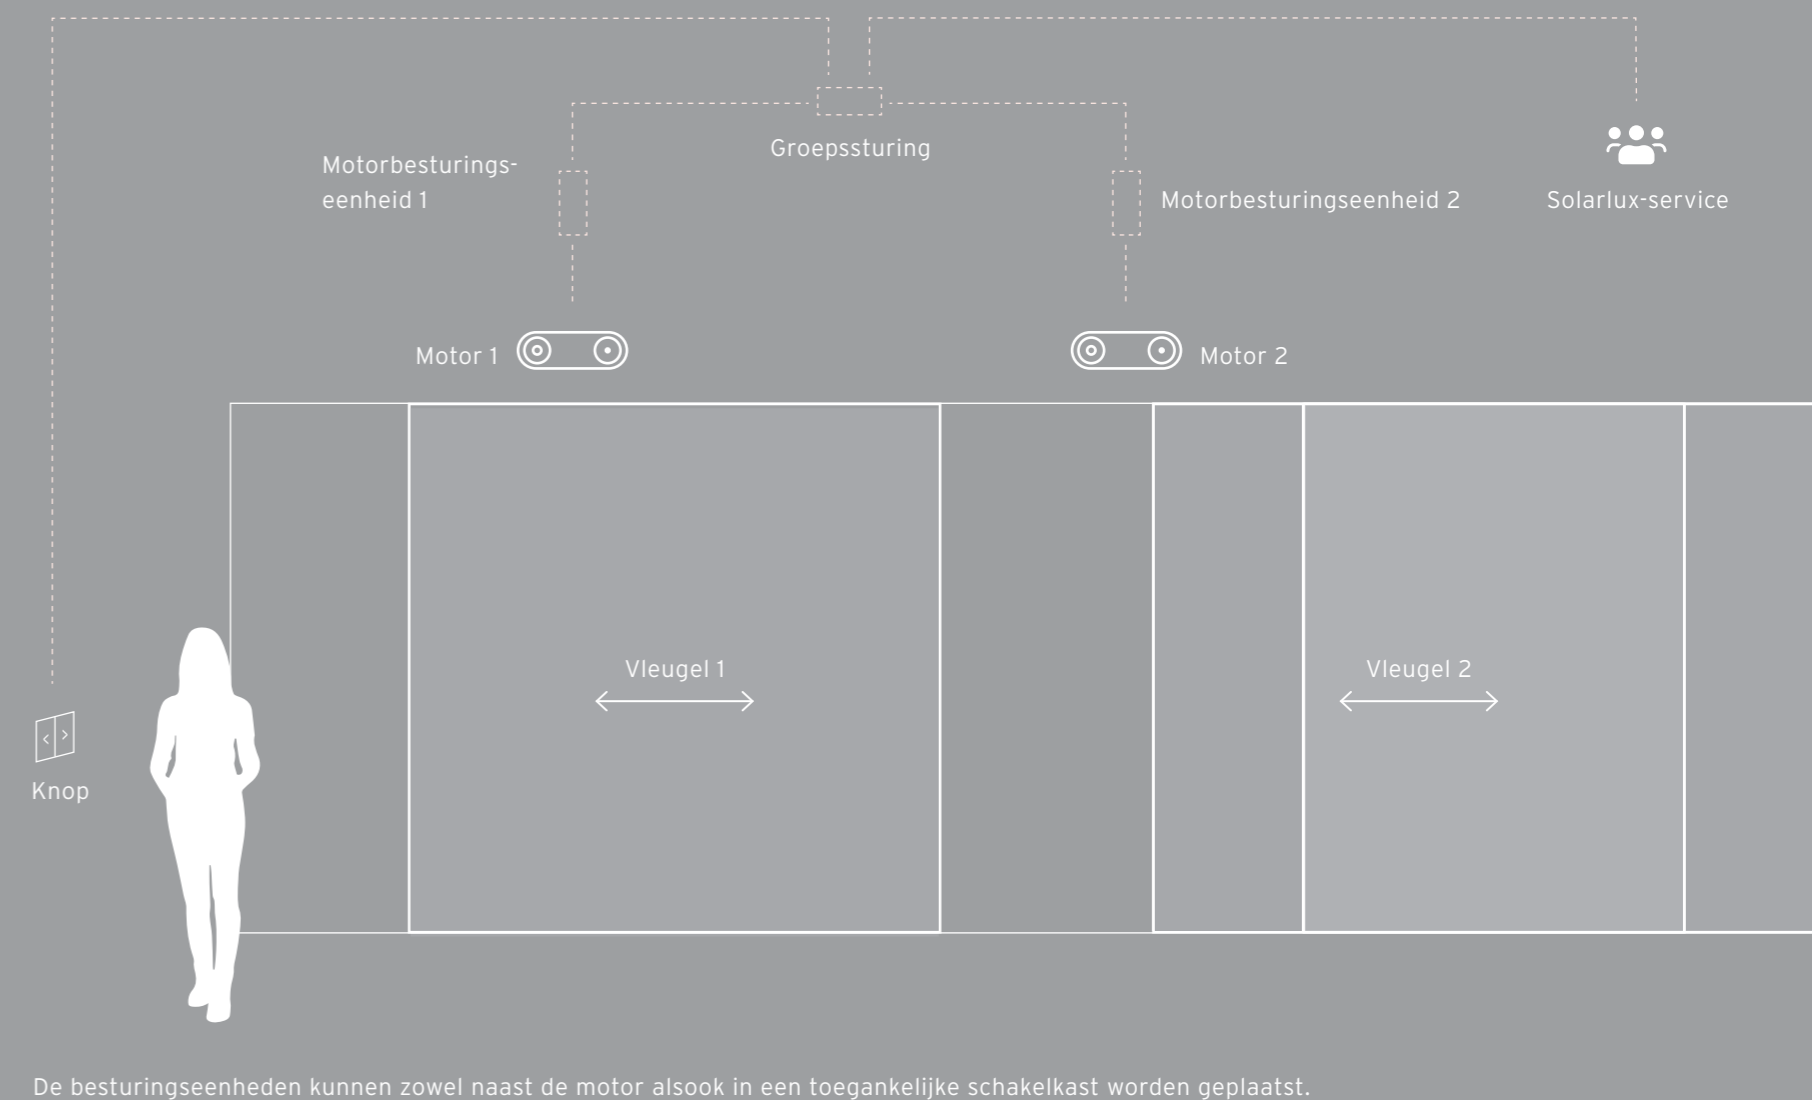 Groepssturing
Motorbesturings-
eenheid 1
Motorbesturingseenheid 2
Solarlux-service
Motor 1
Motor 2
Vleugel 1
Vleugel 2
Knop
De besturingseenheden kunnen zowel naast de motor alsook in een toegankelijke schakelkast worden geplaatst.